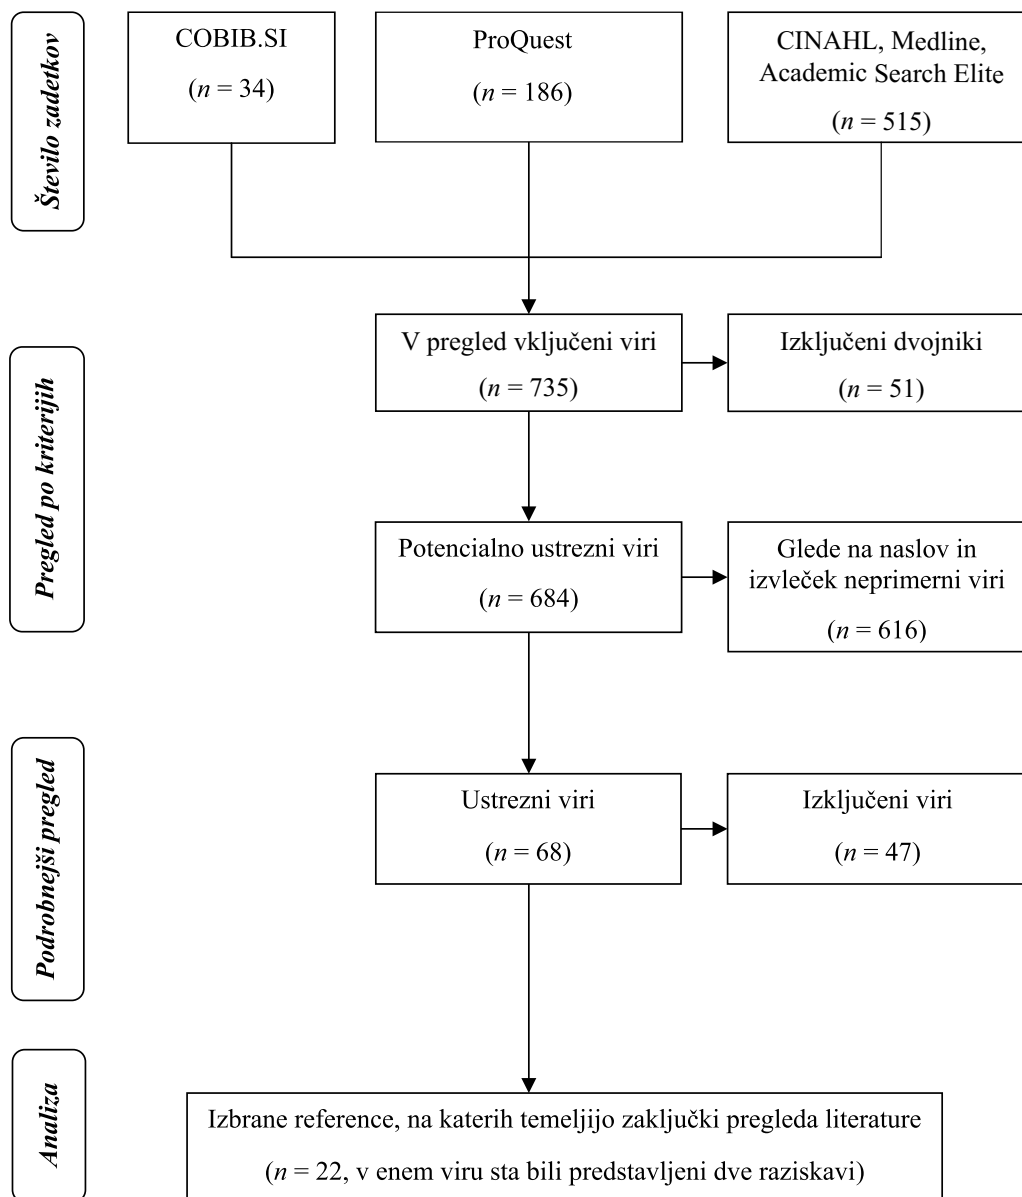 Število zadetkov
COBIB.SI
(n = 34)
ProQuest
(n = 186)
CINAHL, Medline,
Academic Search Elite
(n = 515)
Pregled po kriterijih
V pregled vključeni viri
(n = 735)
Izključeni dvojniki
(n = 51)
Potencialno ustrezni viri
(n = 684)
Glede na naslov in
izvleček neprimerni viri
(n = 616)
Podrobnejši pregled
Ustrezni viri
(n = 68)
Izključeni viri
(n = 47)
Analiza
Izbrane reference, na katerih temeljijo zaključki pregleda literature
(n = 22, v enem viru sta bili predstavljeni dve raziskavi)